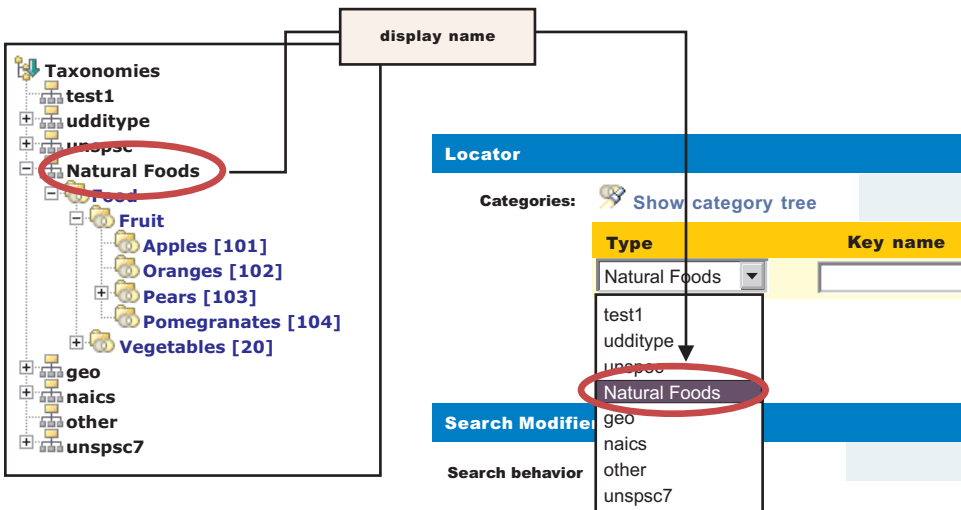 display name
Taxonomies
test1
udditype
unspsc
Natural Foods
Food
Fruit
Apples [101]
Oranges [102]
Pears [103]
Pomegranates [104]
Vegetables [20]
geo
naics
other
unspsc7
Locator
Categories: Show category tree
Type Key name
Natural Foods
test1
udditype
unspsc
Natural Foods
geo
naics
other
unspsc7
Search Modifie
Search behavior